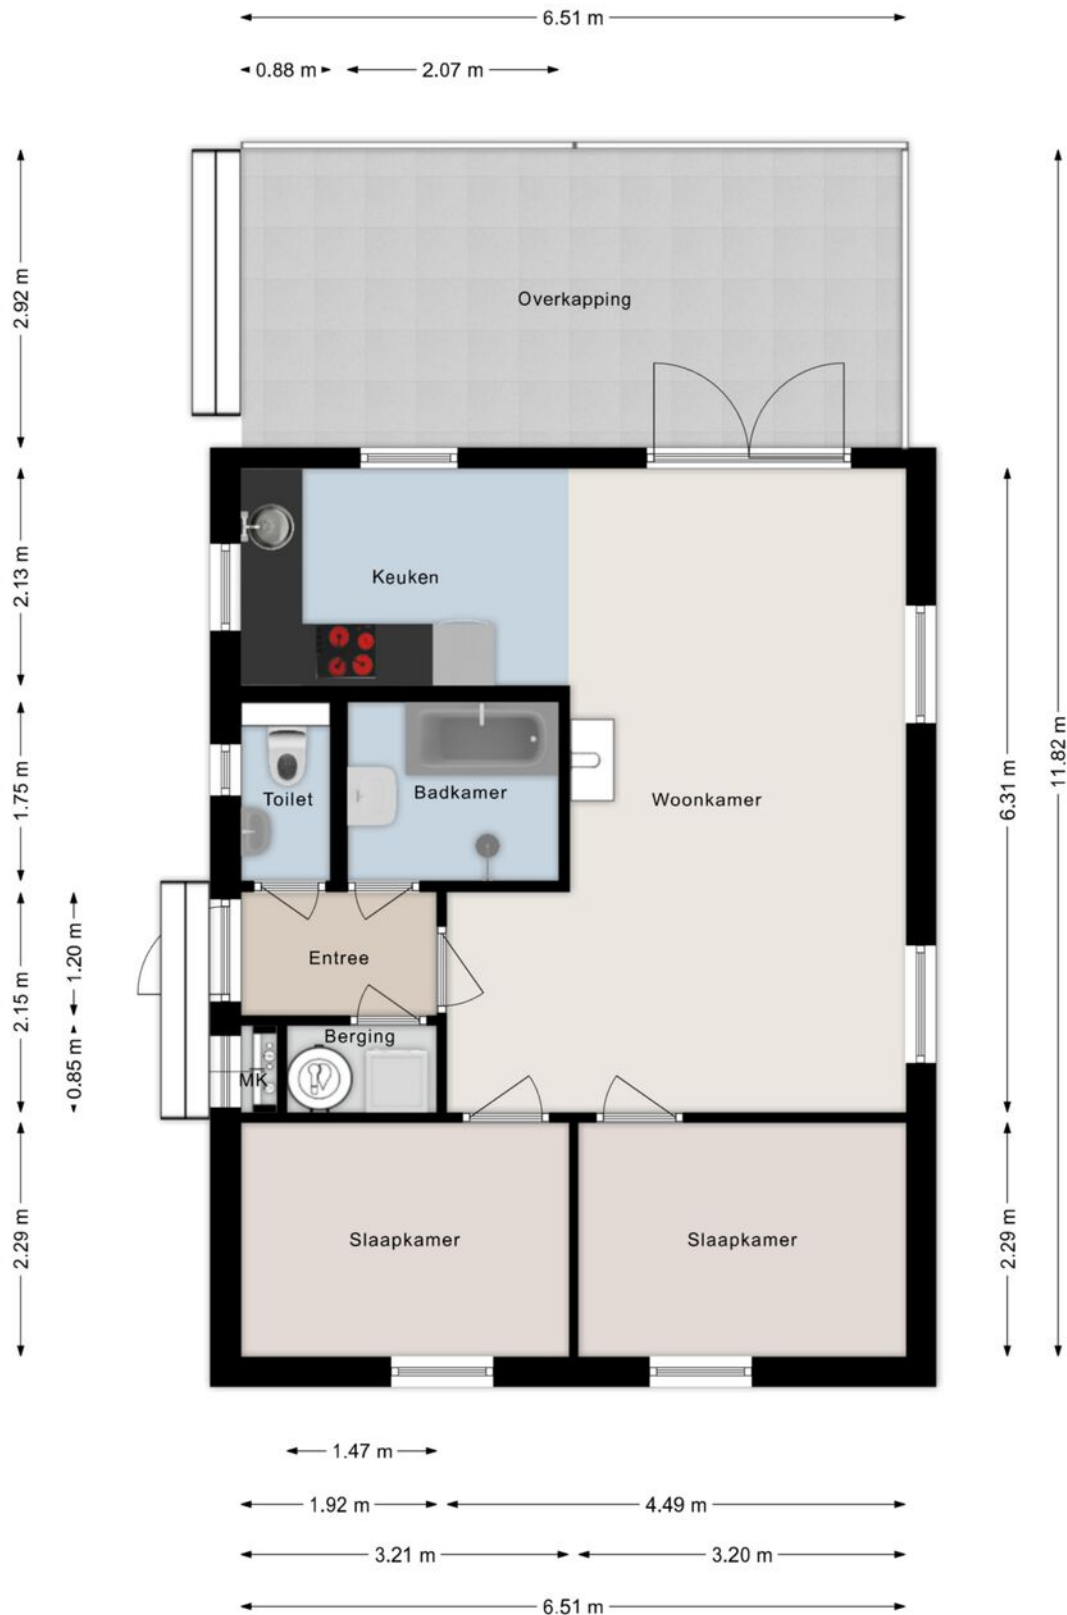 6.51 m
0.88 m
2.07 m
2.92 m
Overkapping
2.13 m
Keuken
11.82 m
1.75 m
Toilet
Badkamer
Woonkamer
6.31 m
2.15 m
1.20 m
Entree
0.85 m
Berging
MK
2.29 m
Slaapkamer
Slaapkamer
2.29 m
1.47 m
1.92 m
4.49 m
3.21 m
3.20 m
6.51 m